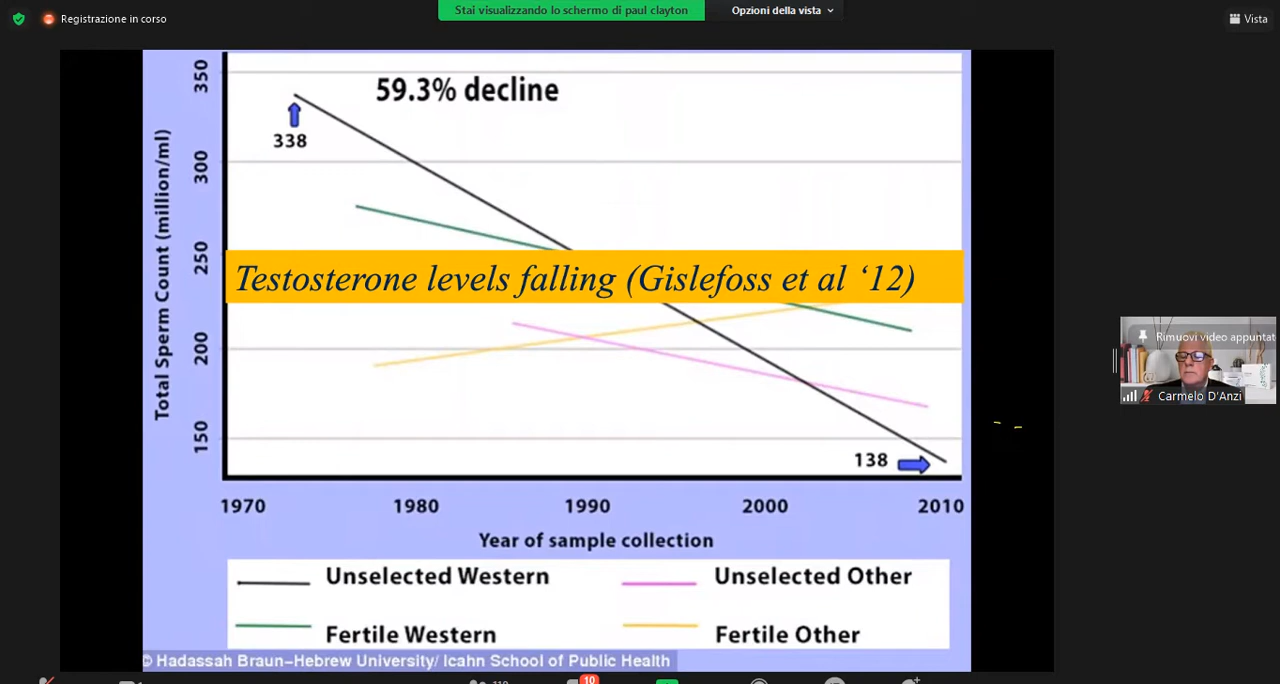 Registrazione in corso
Stai visualizzando lo schermo di paul clayton
Opzioni della vista
Vista
59.3% decline
338
Total Sperm Count (million/ml)
350
300
250
200
150
Testosterone levels falling (Gislefoss et al ‘12)
138
1970 1980 1990 2000 2010
Year of sample collection
Unselected Western Unselected Other
Fertile Western Fertile Other
© Hadassah Braun–Hebrew University/ Icahn School of Public Health
Rimuovi video appuntat
Carmelo D'Anzi
10